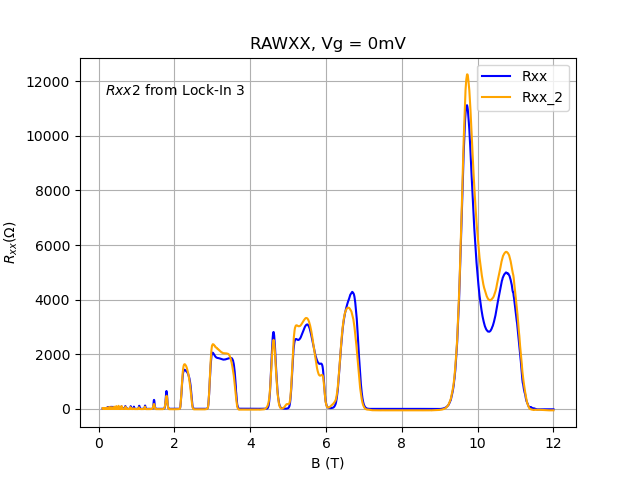 RAWXX, Vg = 0mV
Rxx2 from Lock-In 3
Rxx
Rxx_2
12000
10000
8000
6000
4000
2000
0
Rxx(Ω)
0 2 4 6 8 10 12
B (T)